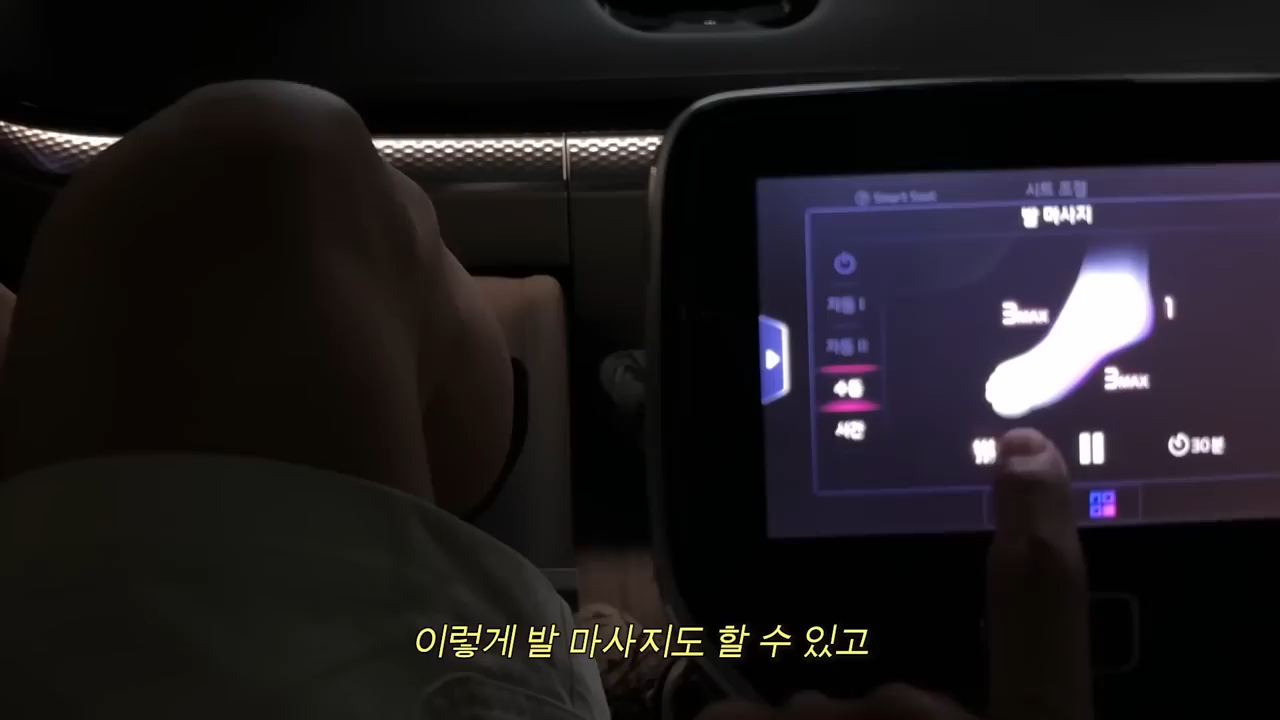 Smart Seat
시트 조절
발 마사지
자동 I
자동 II
수동
시간
3MAX
1
3MAX
30분
이렇게 발 마사지도 할 수 있고